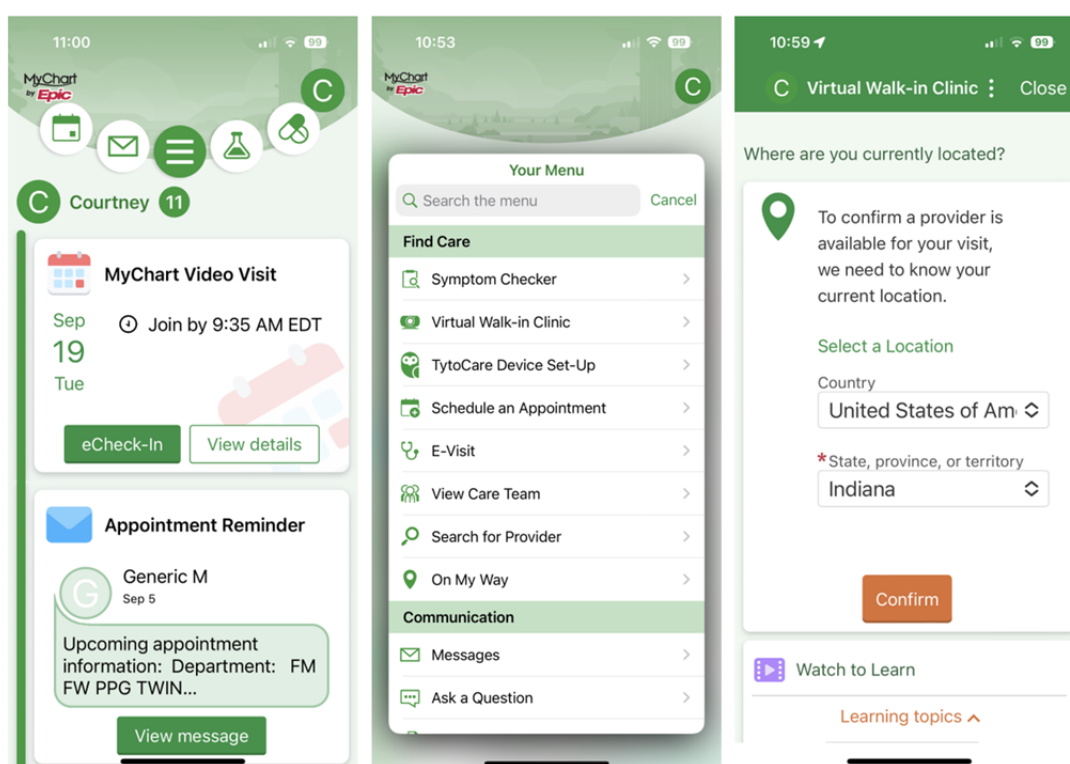 11:00
99
MyChart
by Epic
C
C Courtney 11
MyChart Video Visit
Sep
19
Tue
Join by 9:35 AM EDT
eCheck-In
View details
Appointment Reminder
G
Generic M
Sep 5
Upcoming appointment
information: Department: FM
FW PPG TWIN...
View message
10:53
99
MyChart
by Epic
C
Your Menu
Search the menu
Cancel
Find Care
Symptom Checker
Virtual Walk-in Clinic
TytoCare Device Set-Up
Schedule an Appointment
E-Visit
View Care Team
Search for Provider
On My Way
Communication
Messages
Ask a Question
10:59
99
C Virtual Walk-in Clinic Close
Where are you currently located?
To confirm a provider is
available for your visit,
we need to know your
current location.
Select a Location
Country
United States of Am
*State, province, or territory
Indiana
Confirm
Watch to Learn
Learning topics